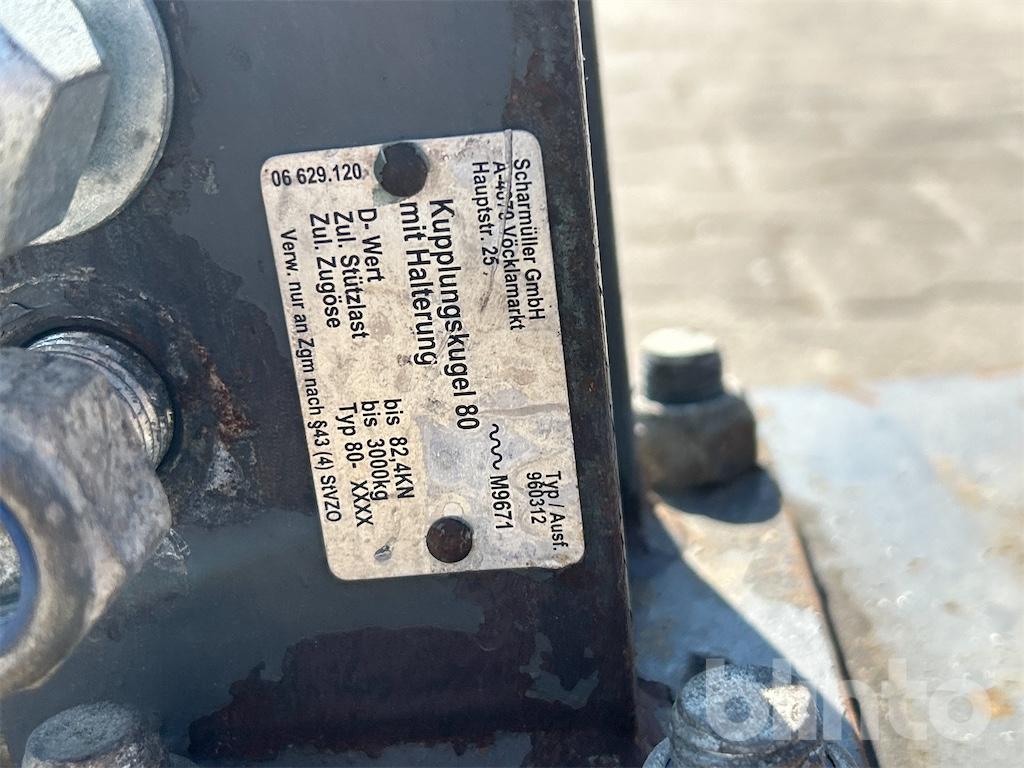 Scharmüller GmbH
A-4870 Vöcklamarkt
Hauptstr. 25,
Typ / Ausf.
960312
Kupplungskugel 80
mit Halterung
M9671
D- Wert bis 82,4KN
Zul. Stützlast bis 3000kg
Zul. Zugöse Typ 80- XXXX
Verw. nur an Zgm nach §43 (4) StVZO
06 629.120
blinto